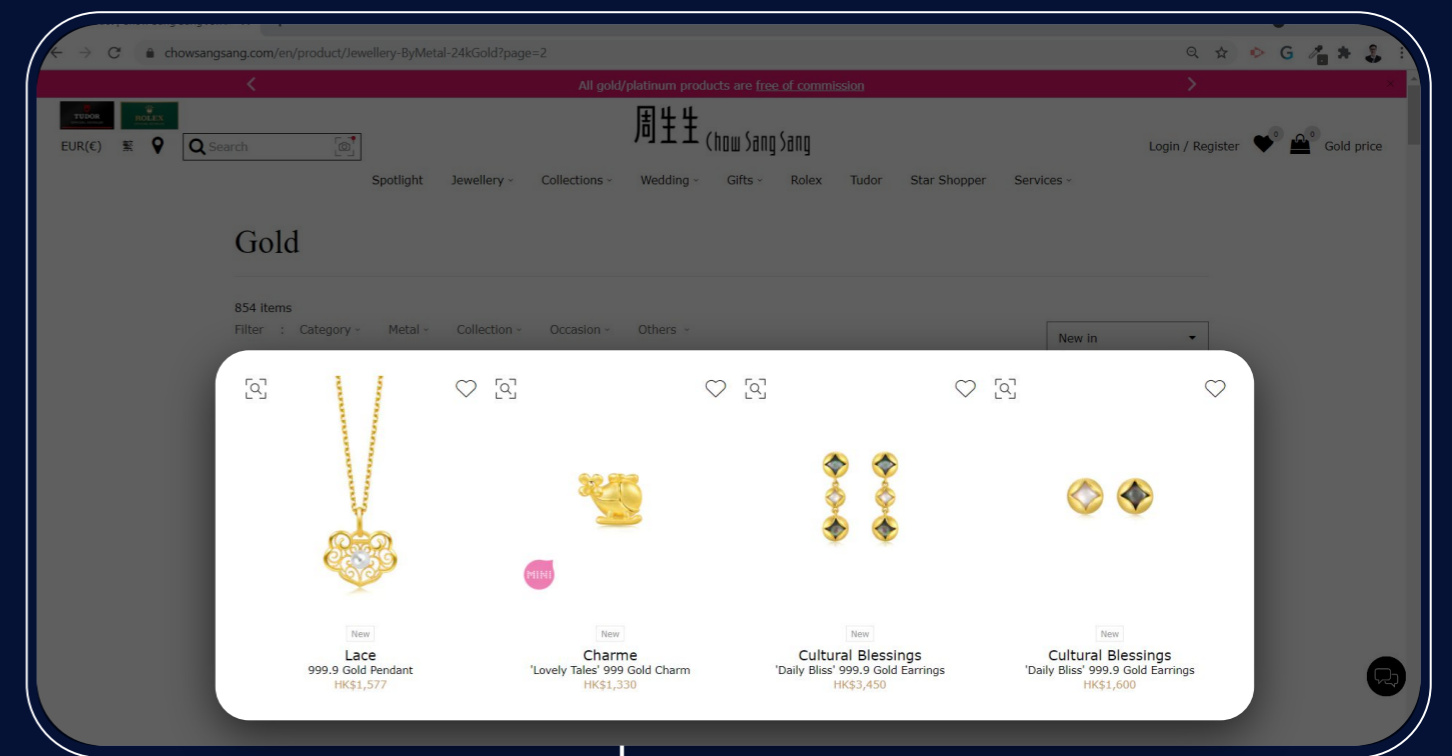 chowsangsang.com/en/product/Jewellery-ByMetal-24kGold?page=2
G
All gold/platinum products are free of commission
TUDOR ROLEX
EUR(€) 繁 Search
周生生 Chow Sang Sang
Login / Register 0 0 Gold price
Spotlight Jewellery Collections Wedding Gifts Rolex Tudor Star Shopper Services
Gold
854 items
Filter : Category Metal Collection Occasion Others
New in
MINI
New New New New
Lace Charme Cultural Blessings Cultural Blessings
999.9 Gold Pendant 'Lovely Tales' 999 Gold Charm 'Daily Bliss' 999.9 Gold Earrings 'Daily Bliss' 999.9 Gold Earrings
HK$1,577 HK$1,330 HK$3,450 HK$1,600